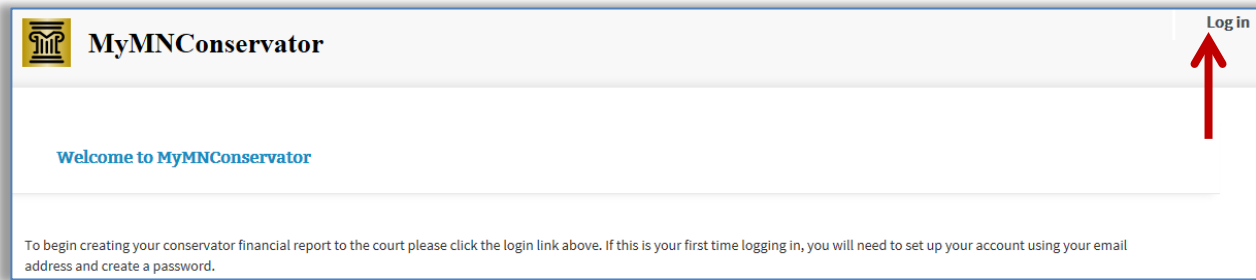 Log in
MyMNConservator
Welcome to MyMNConservator
To begin creating your conservator financial report to the court please click the login link above. If this is your first time logging in, you will need to set up your account using your email
address and create a password.